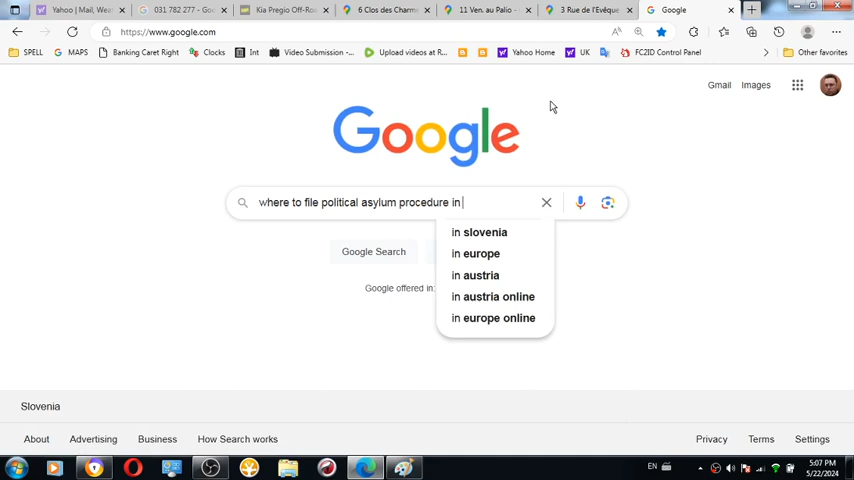 Yahoo | Mail, Weat
031 782 277 - Goo
Kia Pregio Off-Roa
6 Clos des Charme
11 Ven. au Palio -
3 Rue de l'Evêque
Google
https://www.google.com
SPELL
MAPS
Banking Caret Right
Clocks
Int
Video Submission -...
Upload videos at R...
Yahoo Home
UK
FC2ID Control Panel
Other favorites
Gmail
Images
Google
where to file political asylum procedure in
in slovenia
in europe
in austria
in austria online
in europe online
Google Search
Google offered in:
Slovenia
About
Advertising
Business
How Search works
Privacy
Terms
Settings
EN
5:07 PM
5/22/2024